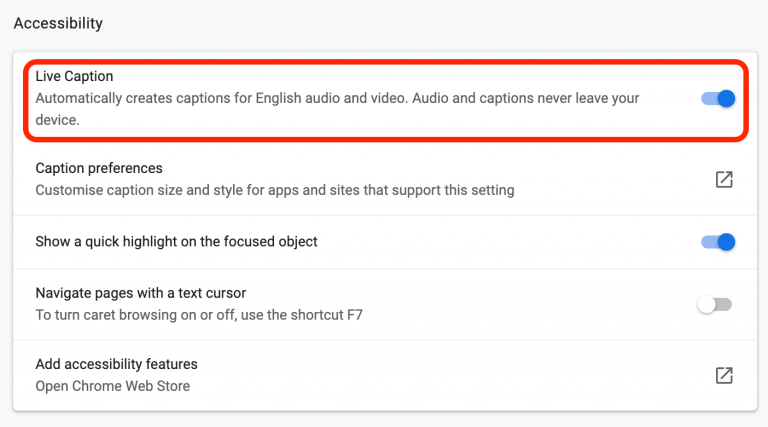 Accessibility
Live Caption
Automatically creates captions for English audio and video. Audio and captions never leave your
device.
Caption preferences
Customise caption size and style for apps and sites that support this setting
Show a quick highlight on the focused object
Navigate pages with a text cursor
To turn caret browsing on or off, use the shortcut F7
Add accessibility features
Open Chrome Web Store